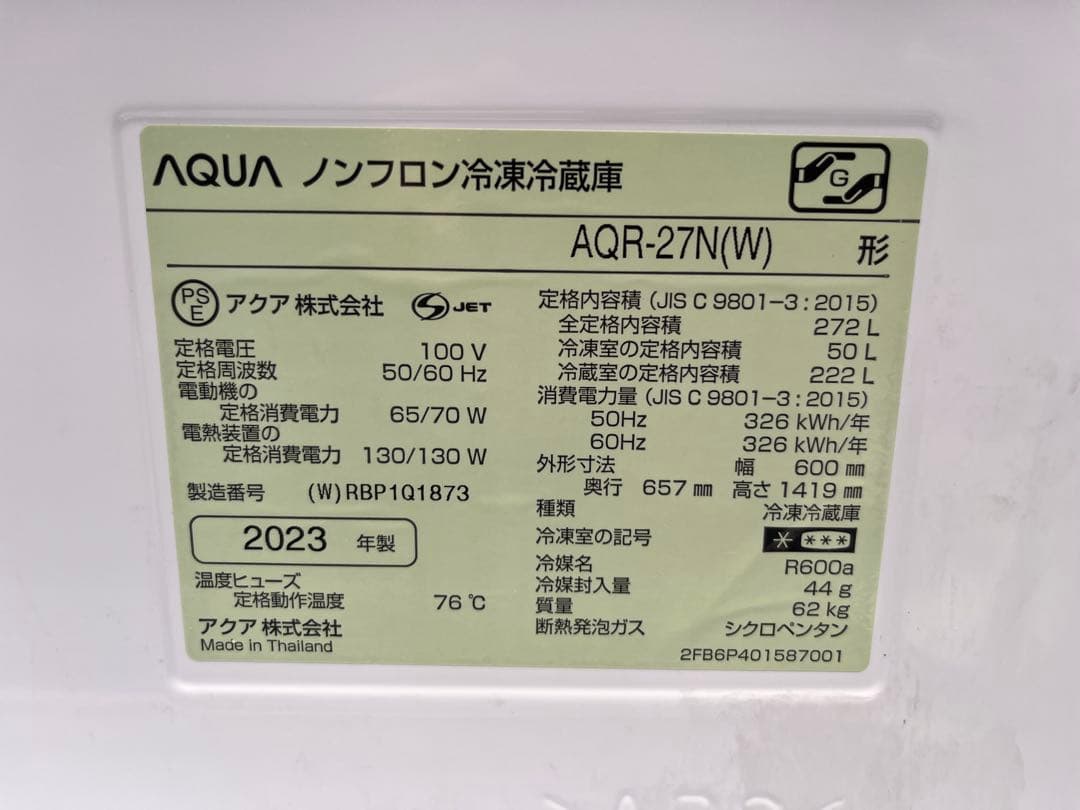 AQUA ノンフロン冷凍冷蔵庫
G
AQR-27N(W) 形
PSE アクア 株式会社 S JET
定格電圧 100 V
定格周波数 50/60 Hz
電動機の
定格消費電力 65/70 W
電熱装置の
定格消費電力 130/130 W
製造番号 (W)RBP1Q1873
2023 年製
温度ヒューズ
定格動作温度 76 ℃
アクア 株式会社
Made in Thailand
定格内容積 (JIS C 9801-3 : 2015)
全定格内容積 272 L
冷凍室の定格内容積 50 L
冷蔵室の定格内容積 222 L
消費電力量 (JIS C 9801-3 : 2015)
50Hz 326 kWh/年
60Hz 326 kWh/年
外形寸法 幅 600 mm
奥行 657 mm 高さ 1419 mm
種類 冷凍冷蔵庫
冷凍室の記号 * ***
冷媒名 R600a
冷媒封入量 44 g
質量 62 kg
断熱発泡ガス シクロペンタン
2FB6P401587001